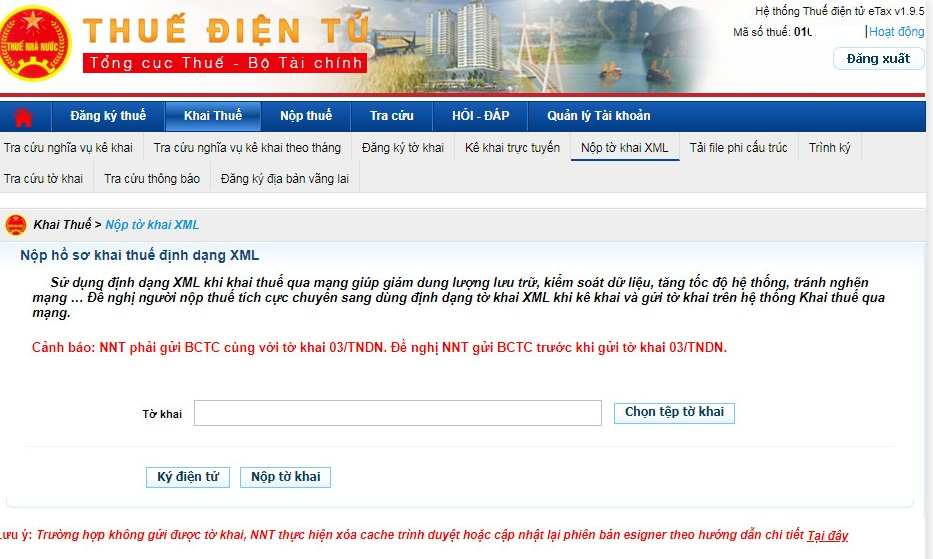 Hệ thống Thuế điện tử eTax v1.9.5
THUẾ ĐIỆN TỬ
Mã số thuế: 010 Hoạt động
THUẾ NHÀ NƯỚC
Tổng cục Thuế - Bộ Tài chính
Đăng xuất
Đăng ký thuế Khai Thuế Nộp thuế Tra cứu HỎI - ĐÁP Quản lý Tài khoản
Tra cứu nghĩa vụ kê khai Tra cứu nghĩa vụ kê khai theo tháng Đăng ký tờ khai Kê khai trực tuyến Nộp tờ khai XML Tải file phi cấu trúc Trình ký
Tra cứu tờ khai Tra cứu thông báo Đăng ký địa bàn vãng lai
Khai Thuế > Nộp tờ khai XML
Nộp hồ sơ khai thuế định dạng XML
Sử dụng định dạng XML khi khai thuế qua mạng giúp giảm dung lượng lưu trữ, kiểm soát dữ liệu, tăng tốc độ hệ thống, tránh nghẽn
mạng … Đề nghị người nộp thuế tích cực chuyển sang dùng định dạng tờ khai XML khi kê khai và gửi tờ khai trên hệ thống Khai thuế qua
mạng.
Cảnh báo: NNT phải gửi BCTC cùng với tờ khai 03/TNDN. Đề nghị NNT gửi BCTC trước khi gửi tờ khai 03/TNDN.
Tờ khai Chọn tệp tờ khai
Ký điện tử Nộp tờ khai
Lưu ý: Trường hợp không gửi được tờ khai, NNT thực hiện xóa cache trình duyệt hoặc cập nhật lại phiên bản esigner theo hướng dẫn chi tiết Tại đây